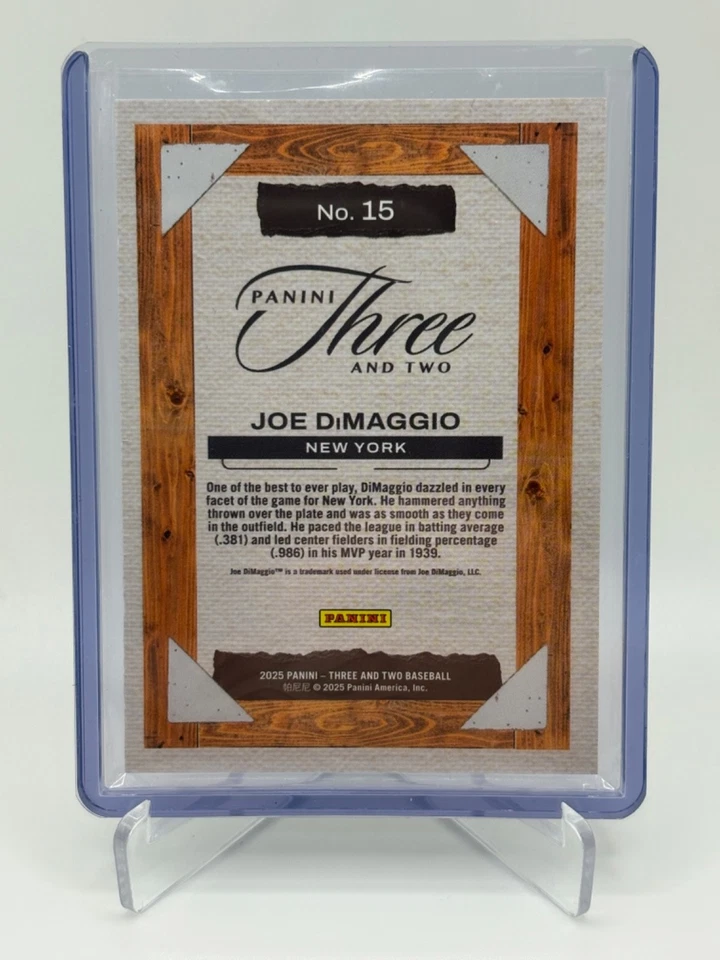 No. 15
PANINI
Three
AND TWO
JOE DiMAGGIO
NEW YORK
One of the best to ever play, DiMaggio dazzled in every
facet of the game for New York. He hammered anything
thrown over the plate and was as smooth as they come
in the outfield. He paced the league in batting average
(.381) and led center fielders in fielding percentage
(.986) in his MVP year in 1939.
Joe DiMaggio™ is a trademark used under license from Joe DiMaggio, LLC.
PANINI
2025 PANINI – THREE AND TWO BASEBALL
帕尼尼 © 2025 Panini America, Inc.